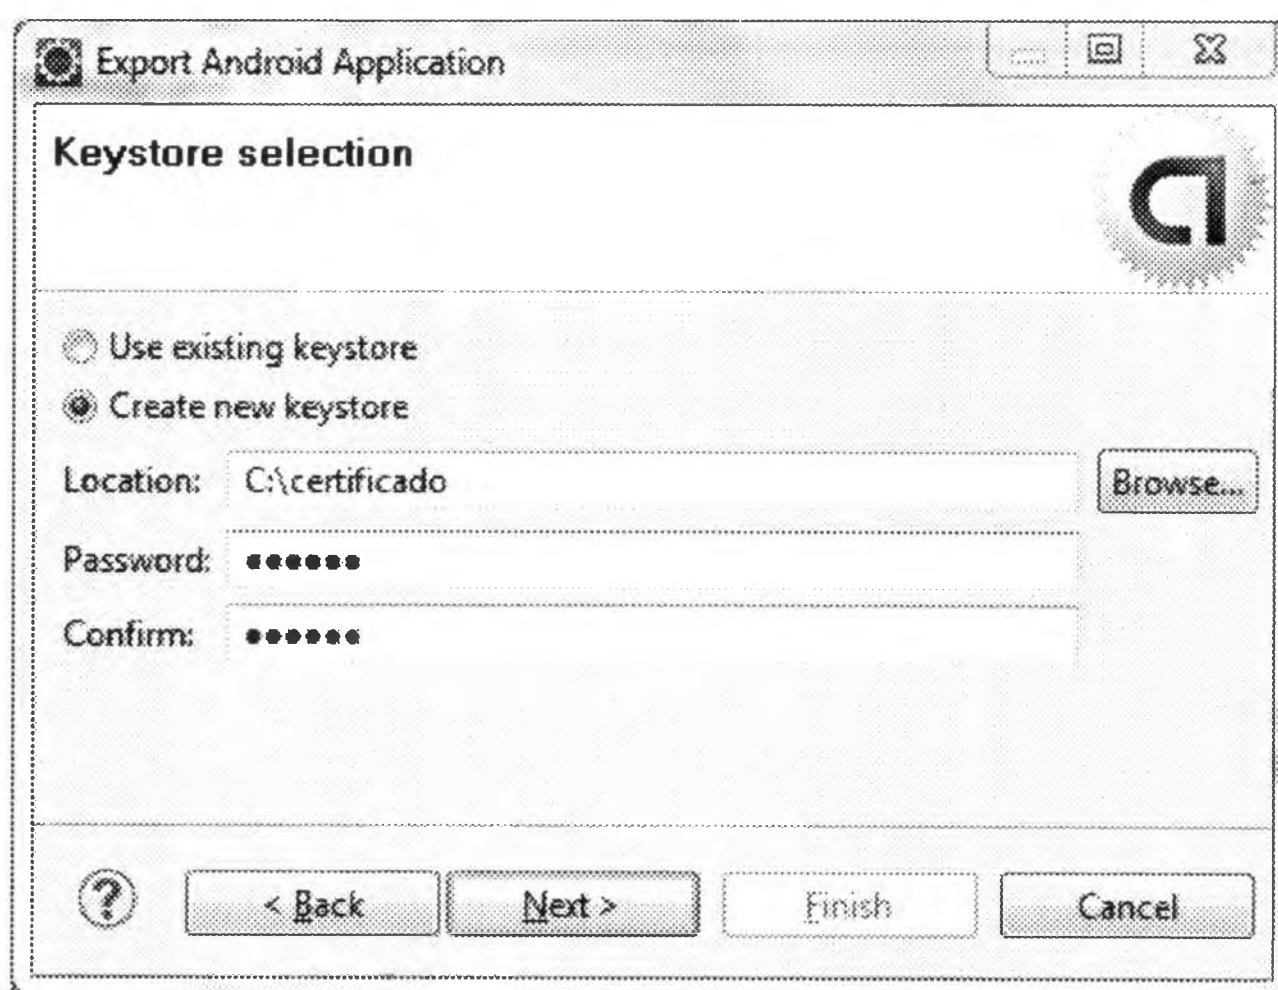 Export Android Application
Keystore selection
Use existing keystore
Create new keystore
Location: C:\certificado Browse...
Password: ●●●●●●
Confirm: ●●●●●●
? < Back Next > Finish Cancel